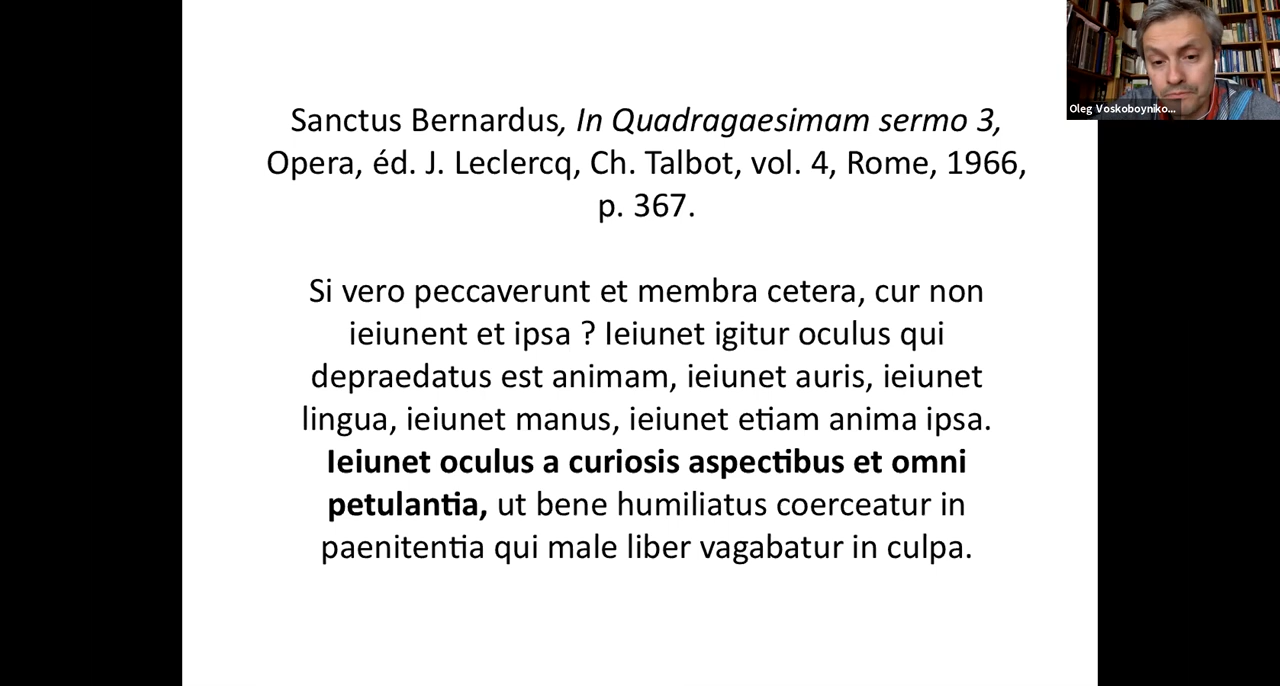 Sanctus Bernardus, In Quadragaesimam sermo 3,
Opera, éd. J. Leclercq, Ch. Talbot, vol. 4, Rome, 1966,
p. 367.
Si vero peccaverunt et membra cetera, cur non
ieiunent et ipsa ? Ieiunet igitur oculus qui
depraedatus est animam, ieiunet auris, ieiunet
lingua, ieiunet manus, ieiunet etiam anima ipsa.
Ieiunet oculus a curiosis aspectibus et omni
petulantia, ut bene humiliatus coerceatur in
paenitentia qui male liber vagabatur in culpa.
Oleg Voskoboyniko...